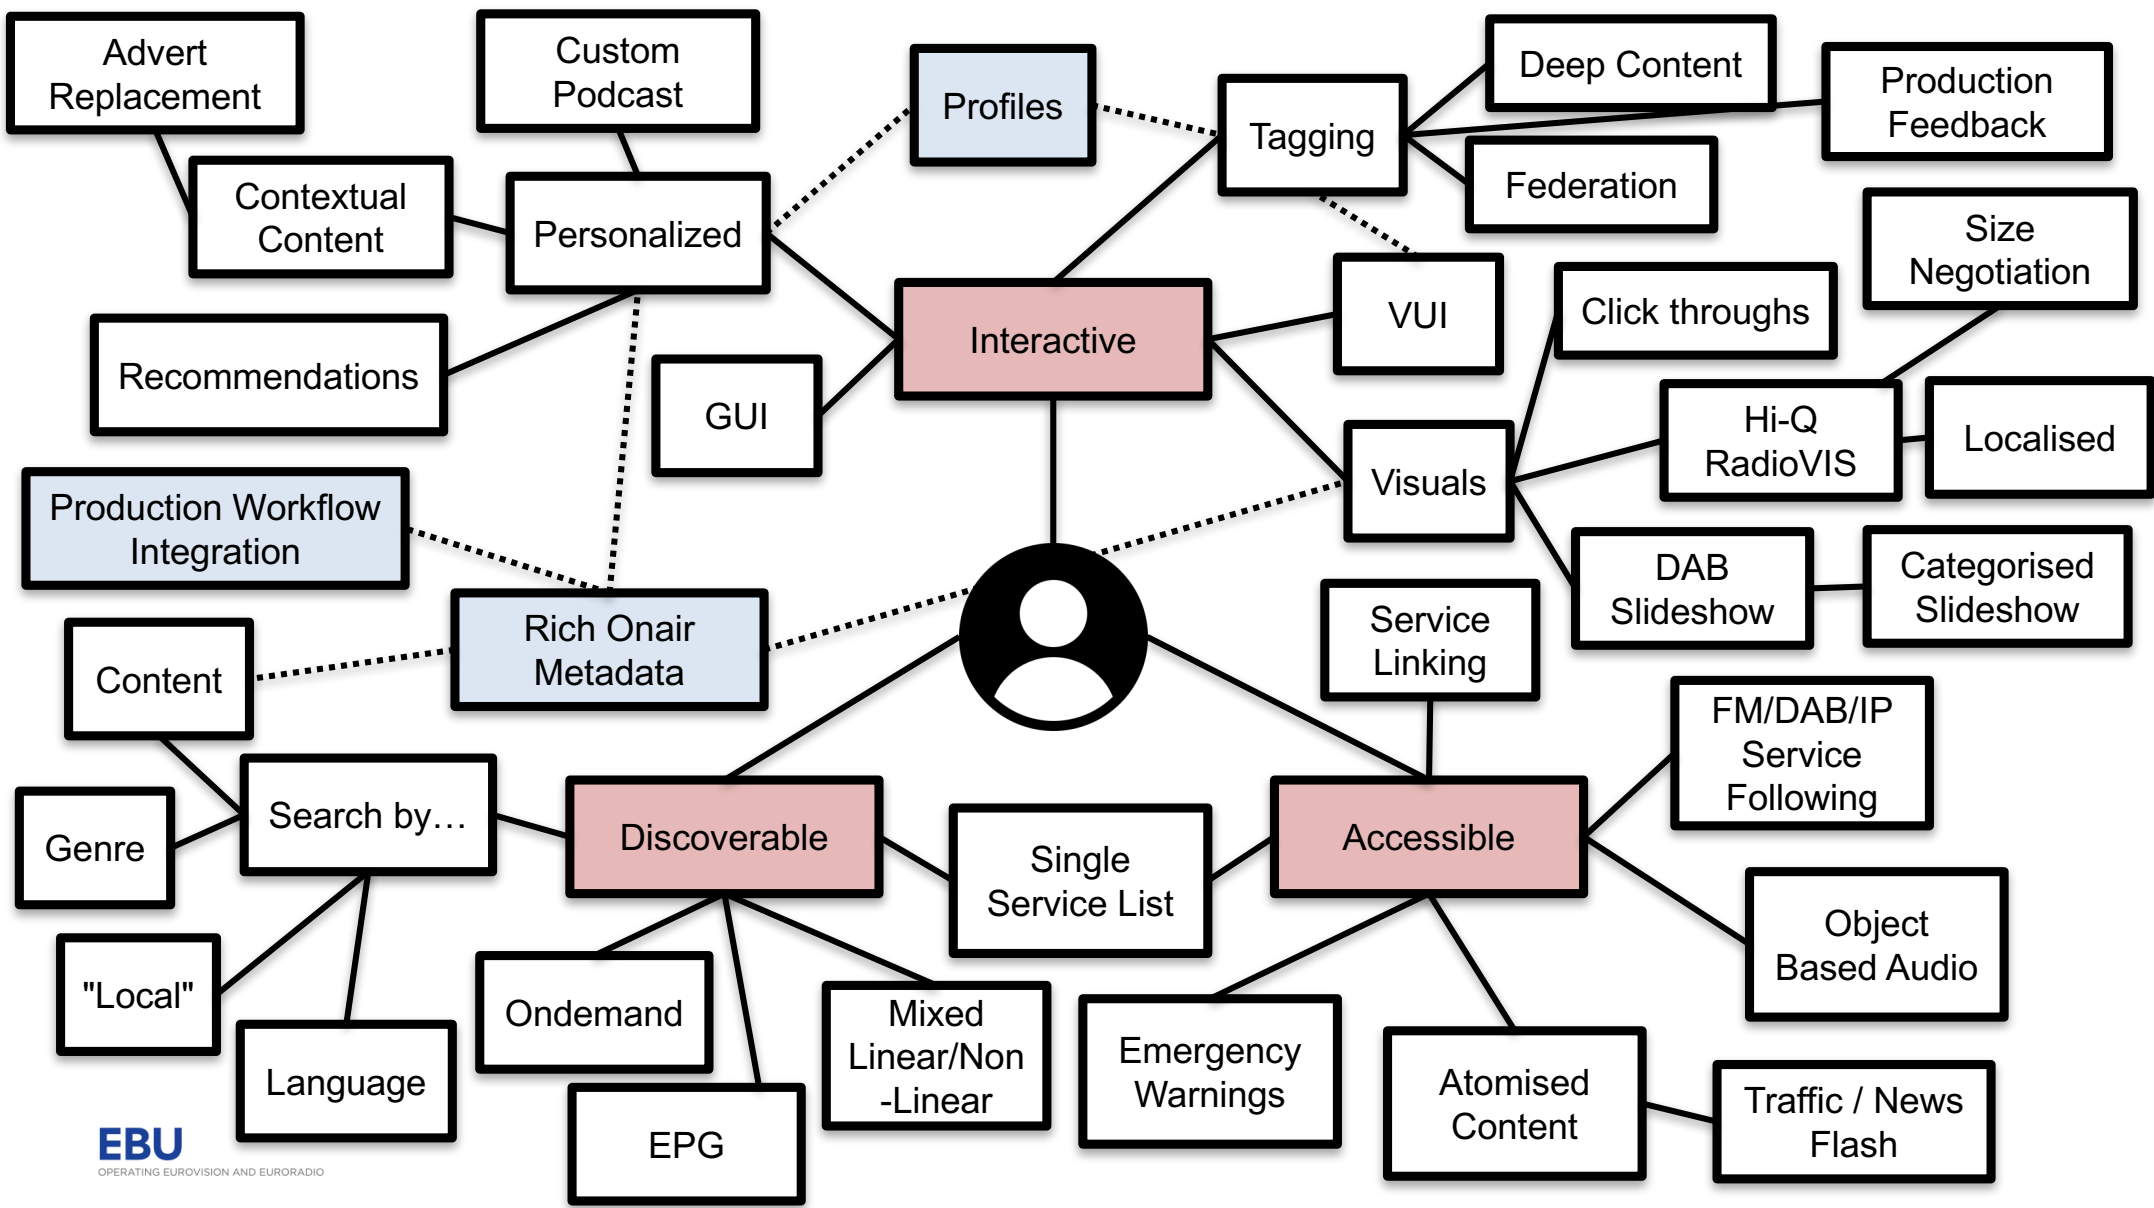 Advert
Replacement
Custom
Podcast
Profiles
Tagging
Deep Content
Production
Feedback
Contextual
Content
Personalized
Federation
Size
Negotiation
Interactive
VUI
Click throughs
Recommendations
GUI
Hi-Q
RadioVIS
Localised
Visuals
Production Workflow
Integration
DAB
Slideshow
Categorised
Slideshow
Rich Onair
Metadata
Service
Linking
Content
FM/DAB/IP
Service
Following
Search by…
Discoverable
Accessible
Genre
Single
Service List
Object
Based Audio
"Local"
Ondemand
Mixed
Linear/Non
-Linear
Emergency
Warnings
Atomised
Content
Language
Traffic / News
Flash
EPG
EBU
OPERATING EUROVISION AND EURORADIO